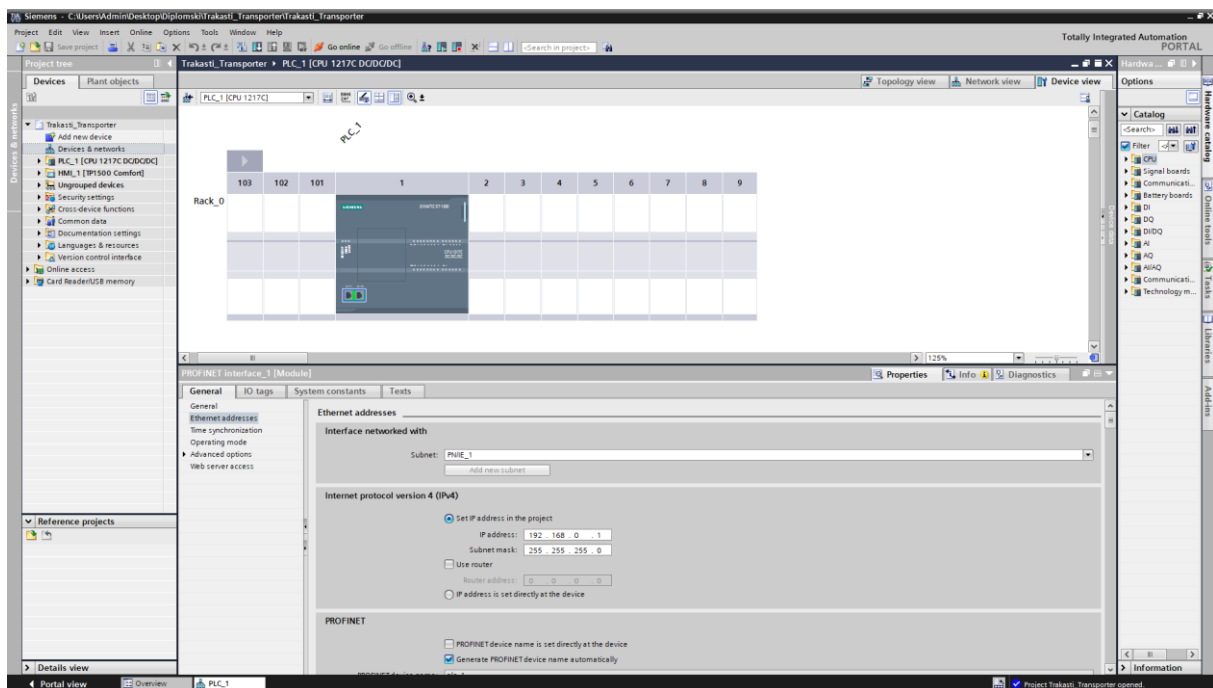 Siemens - C:\Users\Admin\Desktop\Diplomski\Trakasti_Transporter\Trakasti_Transporter
Project Edit View Insert Online Options Tools Window Help
Totally Integrated Automation
PORTAL
Save project Go online Go offline <Search in project>
Project tree
Trakasti_Transporter PLC_1 [CPU 1217C DC/DC/DC]
Hardwa...
Devices Plant objects
Topology view Network view Device view
Options
PLC_1 [CPU 1217C]
Devices & networks
Trakasti_Transporter
Add new device
Devices & networks
PLC_1 [CPU 1217C DC/DC/DC]
HMI_1 [TP1500 Comfort]
Ungrouped devices
Security settings
Cross-device functions
Common data
Documentation settings
Languages & resources
Version control interface
Online access
Card Reader/USB memory
PLC_1
103 102 101 1 2 3 4 5 6 7 8 9
Rack_0
SIEMENS
Device data
Catalog
<Search>
Filter
CPU
Signal boards
Communicati...
Battery boards
DI
DQ
DI/DQ
AI
AQ
AI/AQ
Communicati...
Technology m...
Hardware catalog
Online tools
Tasks
Libraries
Add-ins
125%
PROFINET interface_1 [Module]
Properties Info Diagnostics
General IO tags System constants Texts
General
Ethernet addresses
Time synchronization
Operating mode
Advanced options
Web server access
Ethernet addresses
Interface networked with
Subnet: PN/IE_1
Add new subnet
Internet protocol version 4 (IPv4)
Set IP address in the project
IP address: 192 . 168 . 0 . 1
Subnet mask: 255 . 255 . 255 . 0
Use router
Router address: 0 . 0 . 0 . 0
IP address is set directly at the device
PROFINET
PROFINET device name is set directly at the device
Generate PROFINET device name automatically
Reference projects
Details view
Information
Portal view Overview PLC_1
Project Trakasti_Transporter opened.